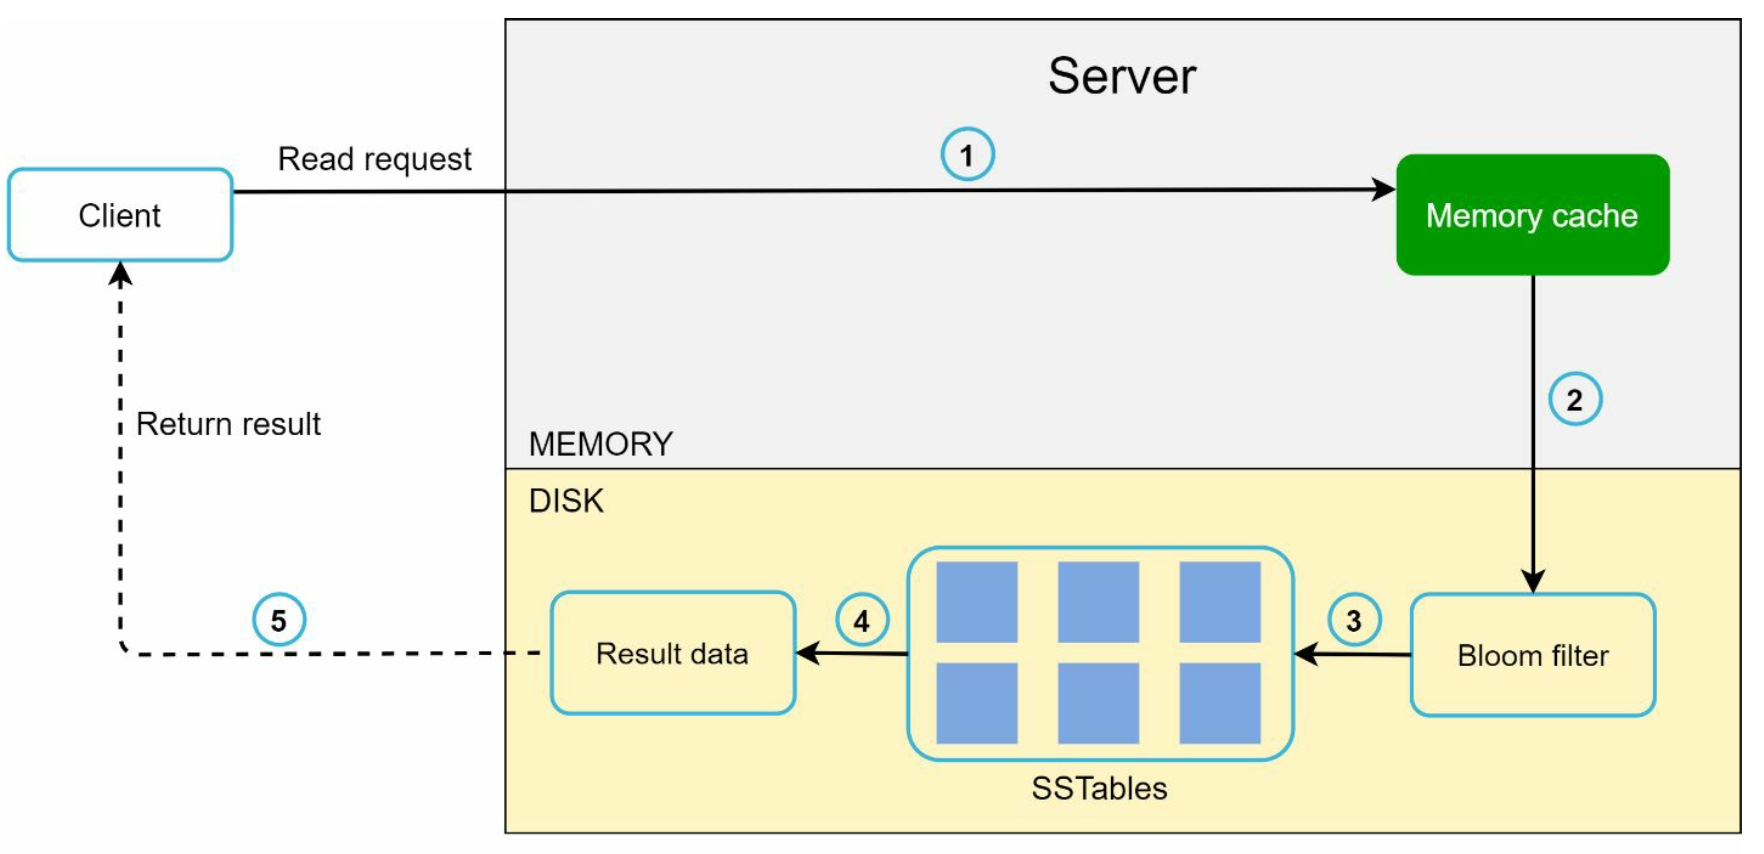 Server
Read request
1
Client
Memory cache
2
Return result
MEMORY
DISK
5
4
3
Result data
Bloom filter
SSTables